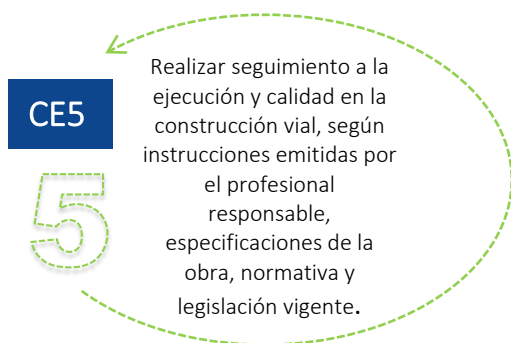 CE5
5
Realizar seguimiento a la
ejecución y calidad en la
construcción vial, según
instrucciones emitidas por
el profesional
responsable,
especificaciones de la
obra, normativa y
legislación vigente.